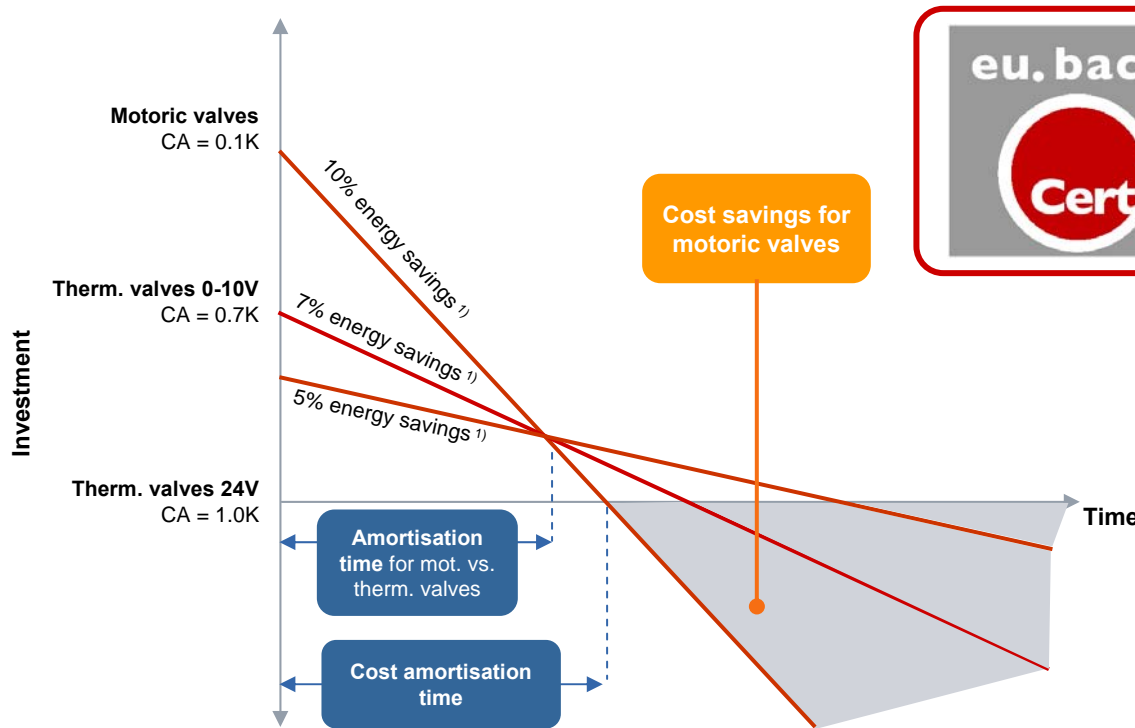 eu.bac
Cert
Motoric valves
CA = 0.1K
10% energy savings 1)
Cost savings for
motoric valves
Therm. valves 0-10V
CA = 0.7K
7% energy savings 1)
5% energy savings 1)
Investment
Therm. valves 24V
CA = 1.0K
Time
Amortisation
time for mot. vs.
therm. valves
Cost amortisation
time